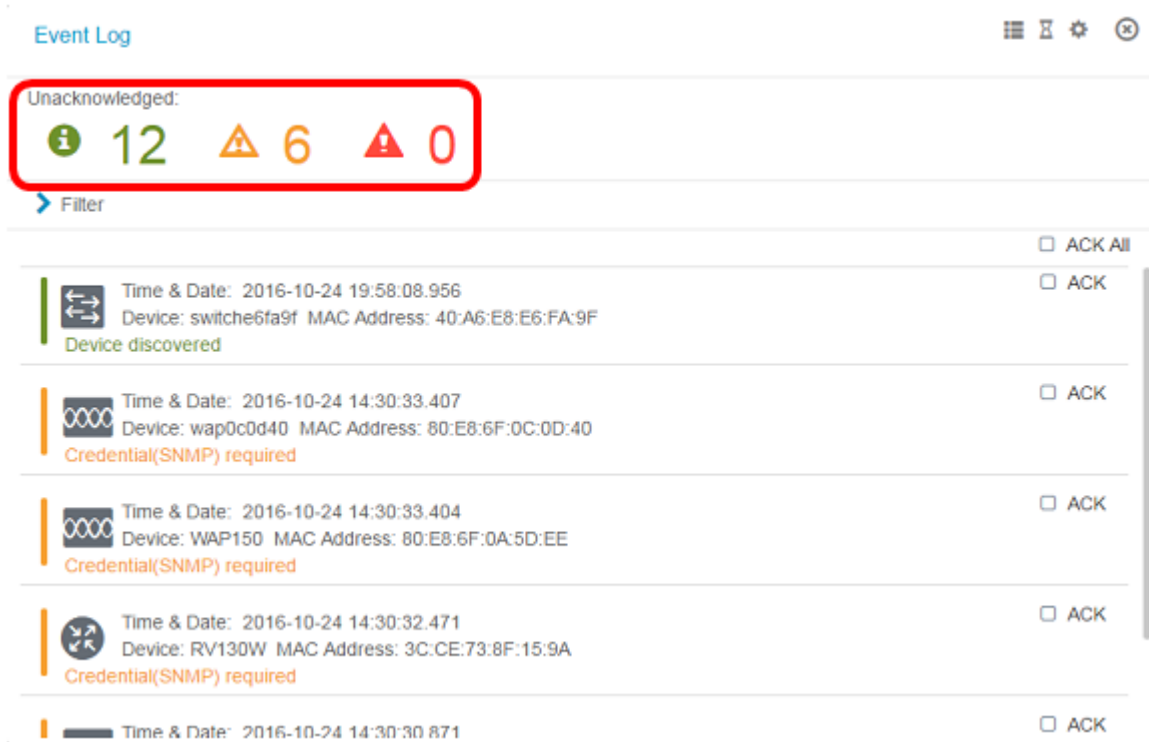 Event Log
Unacknowledged:
12 6 0
Filter
ACK All
Time & Date: 2016-10-24 19:58:08.956
ACK
Device: switche6fa9f MAC Address: 40:A6:E8:E6:FA:9F
Device discovered
Time & Date: 2016-10-24 14:30:33.407
ACK
Device: wap0c0d40 MAC Address: 80:E8:6F:0C:0D:40
Credential(SNMP) required
Time & Date: 2016-10-24 14:30:33.404
ACK
Device: WAP150 MAC Address: 80:E8:6F:0A:5D:EE
Credential(SNMP) required
Time & Date: 2016-10-24 14:30:32.471
ACK
Device: RV130W MAC Address: 3C:CE:73:8F:15:9A
Credential(SNMP) required
Time & Date: 2016-10-24 14:30:30.871
ACK